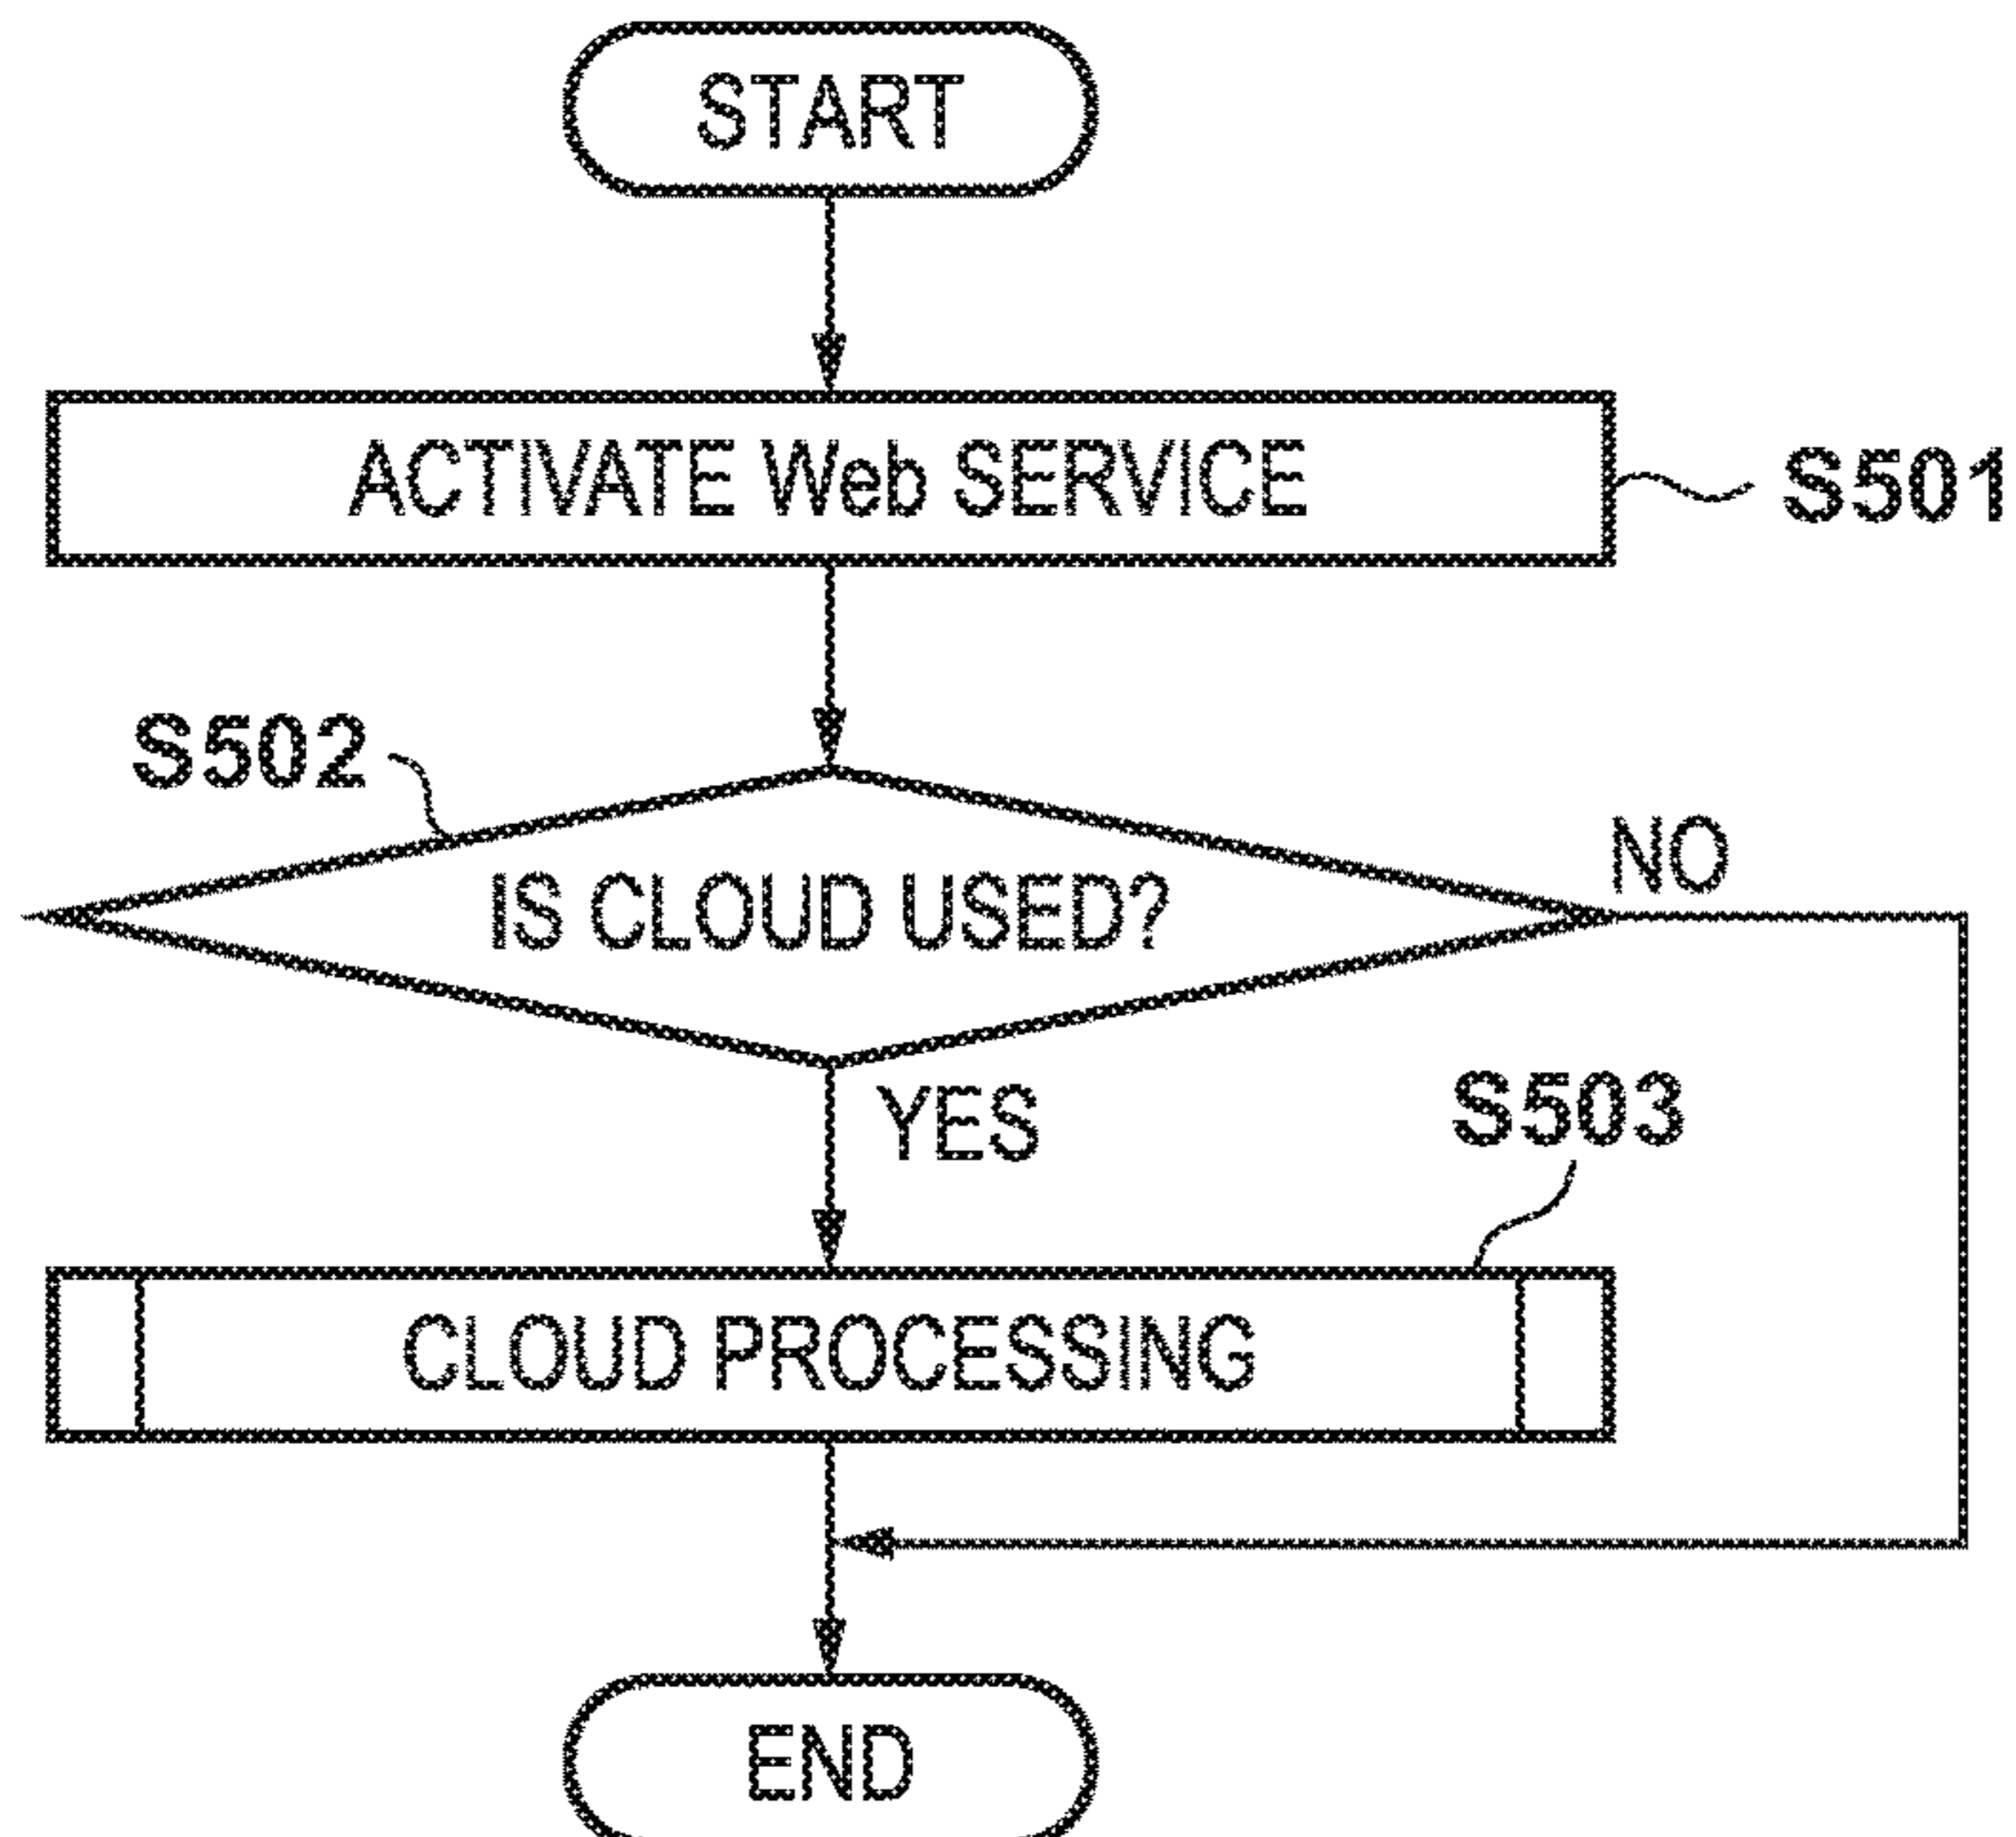 START
ACTIVATE Web SERVICE
S501
S502
IS CLOUD USED?
NO
YES
S503
CLOUD PROCESSING
END